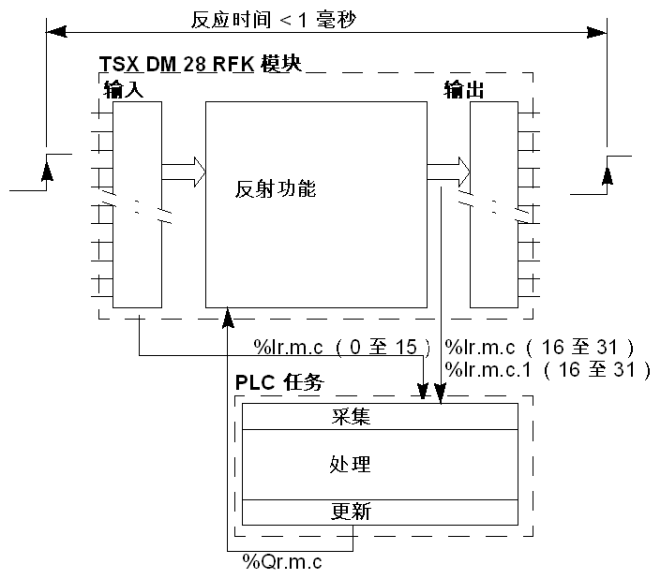 反应时间 < 1 毫秒
TSX DM 28 RFK 模块
输入
输出
反射功能
%Ir.m.c （ 0 至 15 ）
%Ir.m.c （ 16 至 31 ）
%Ir.m.c.1 （ 16 至 31 ）
PLC 任务
采集
处理
更新
%Qr.m.c